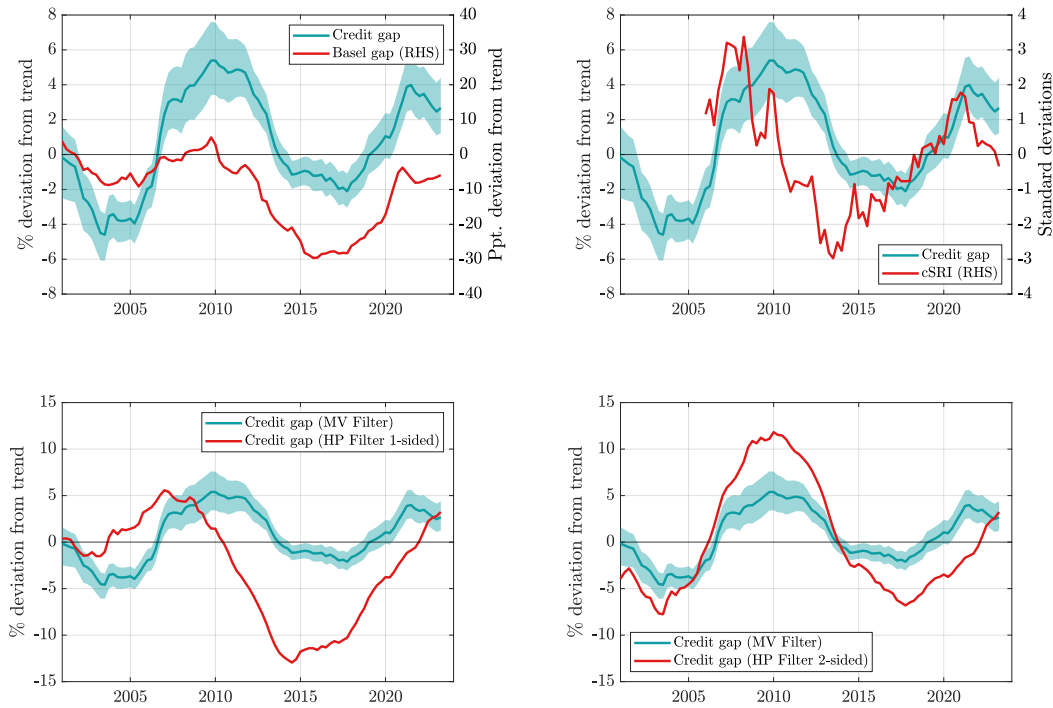 8
6
4
2
0
-2
-4
-6
-8
% deviation from trend
40
30
20
10
0
-10
-20
-30
-40
Ppt. deviation from trend
Credit gap
Basel gap (RHS)
2005 2010 2015 2020
8
6
4
2
0
-2
-4
-6
-8
% deviation from trend
4
3
2
1
0
-1
-2
-3
-4
Standard deviations
Credit gap
cSRI (RHS)
2005 2010 2015 2020
15
10
5
0
-5
-10
-15
% deviation from trend
Credit gap (MV Filter)
Credit gap (HP Filter 1-sided)
2005 2010 2015 2020
15
10
5
0
-5
-10
-15
% deviation from trend
Credit gap (MV Filter)
Credit gap (HP Filter 2-sided)
2005 2010 2015 2020